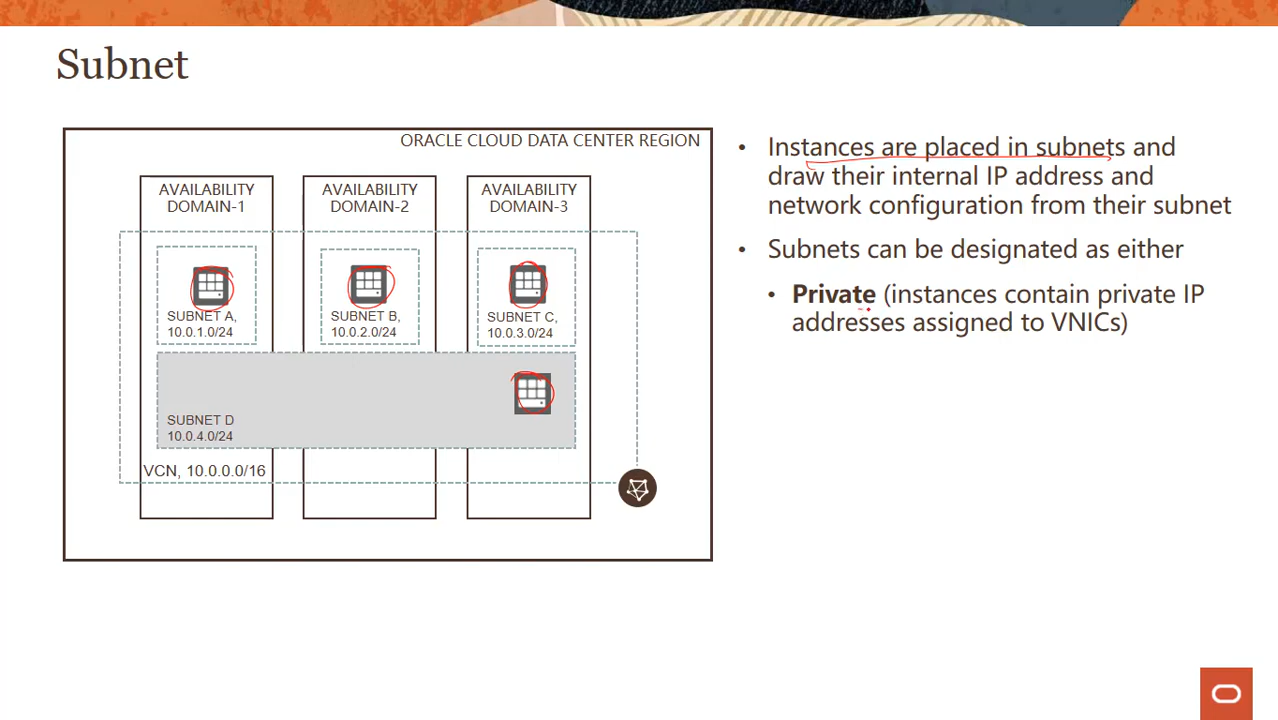 Subnet
ORACLE CLOUD DATA CENTER REGION
AVAILABILITY
DOMAIN-1
AVAILABILITY
DOMAIN-2
AVAILABILITY
DOMAIN-3
SUBNET A,
10.0.1.0/24
SUBNET B,
10.0.2.0/24
SUBNET C,
10.0.3.0/24
SUBNET D
10.0.4.0/24
VCN, 10.0.0.0/16
• Instances are placed in subnets and
draw their internal IP address and
network configuration from their subnet
• Subnets can be designated as either
• Private (instances contain private IP
addresses assigned to VNICs)